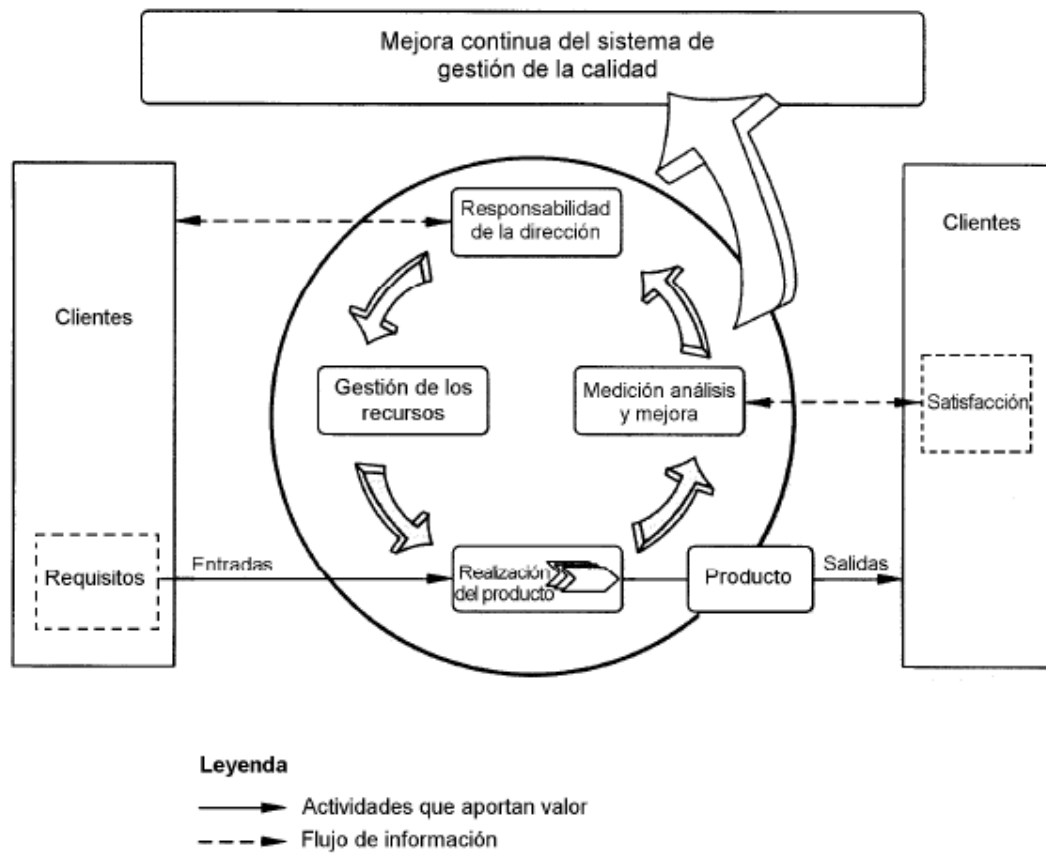 Mejora continua del sistema de
gestión de la calidad
Responsabilidad
de la dirección
Clientes
Clientes
Gestión de los
recursos
Medición análisis
y mejora
Satisfacción
Requisitos
Entradas
Realización
del producto
Producto
Salidas
Leyenda
Actividades que aportan valor
Flujo de información